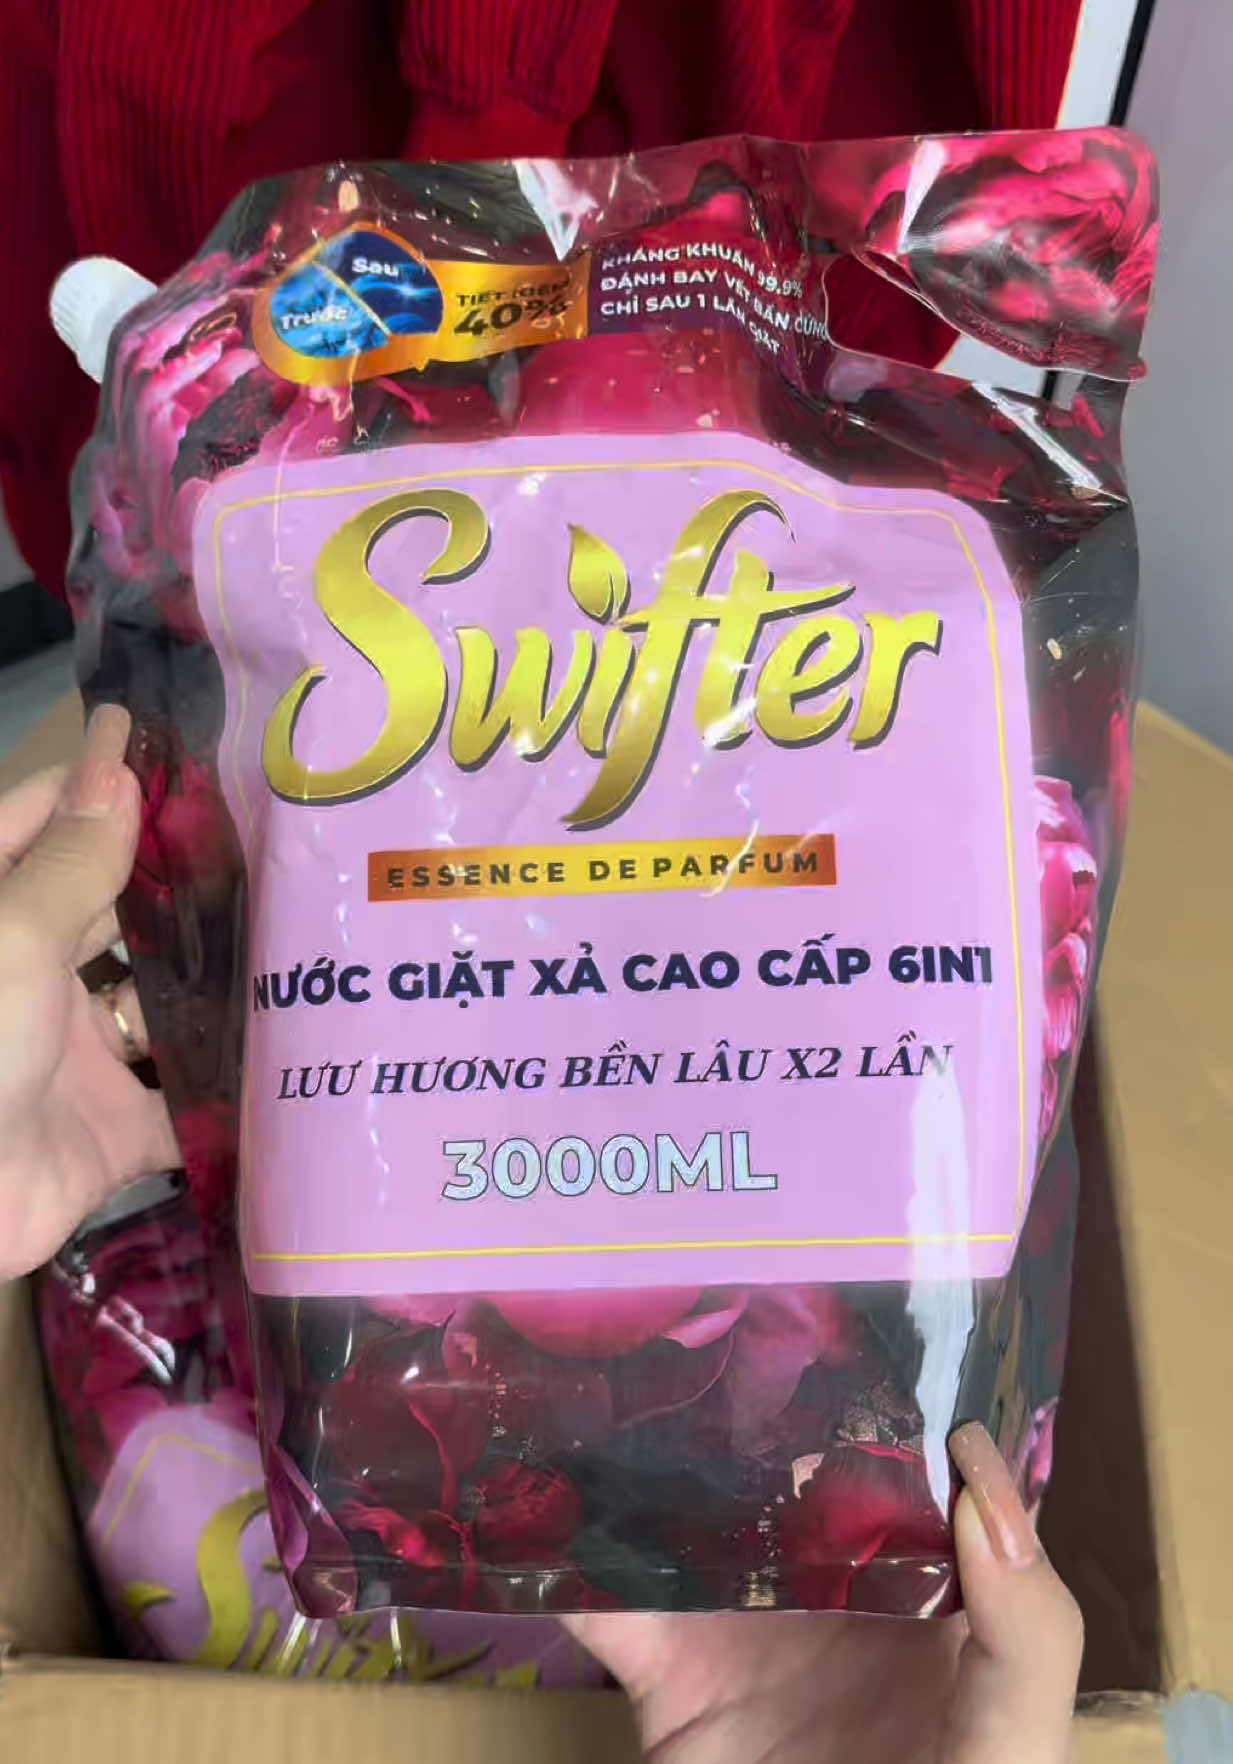 Sau
Trước
TIẾT KIỆM
40%
KHÁNG KHUẨN 99.9%
ĐÁNH BAY VẾT BẨN CỨNG
CHỈ SAU 1 LẦN GIẶT
Swifter
ESSENCE DE PARFUM
NƯỚC GIẶT XẢ CAO CẤP 6IN1
LƯU HƯƠNG BỀN LÂU X2 LẦN
3000ML
Swifter